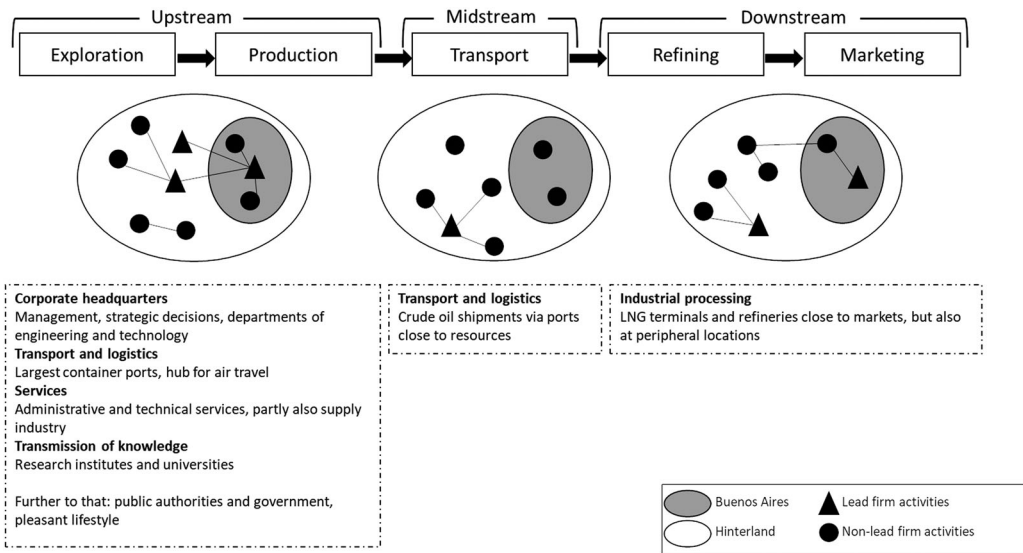 Upstream
Midstream
Downstream
Exploration
Production
Transport
Refining
Marketing
Corporate headquarters
Management, strategic decisions, departments of
engineering and technology
Transport and logistics
Largest container ports, hub for air travel
Services
Administrative and technical services, partly also supply
industry
Transmission of knowledge
Research institutes and universities
Further to that: public authorities and government,
pleasant lifestyle
Transport and logistics
Crude oil shipments via ports
close to resources
Industrial processing
LNG terminals and refineries close to markets, but also
at peripheral locations
Buenos Aires
Lead firm activities
Hinterland
Non-lead firm activities